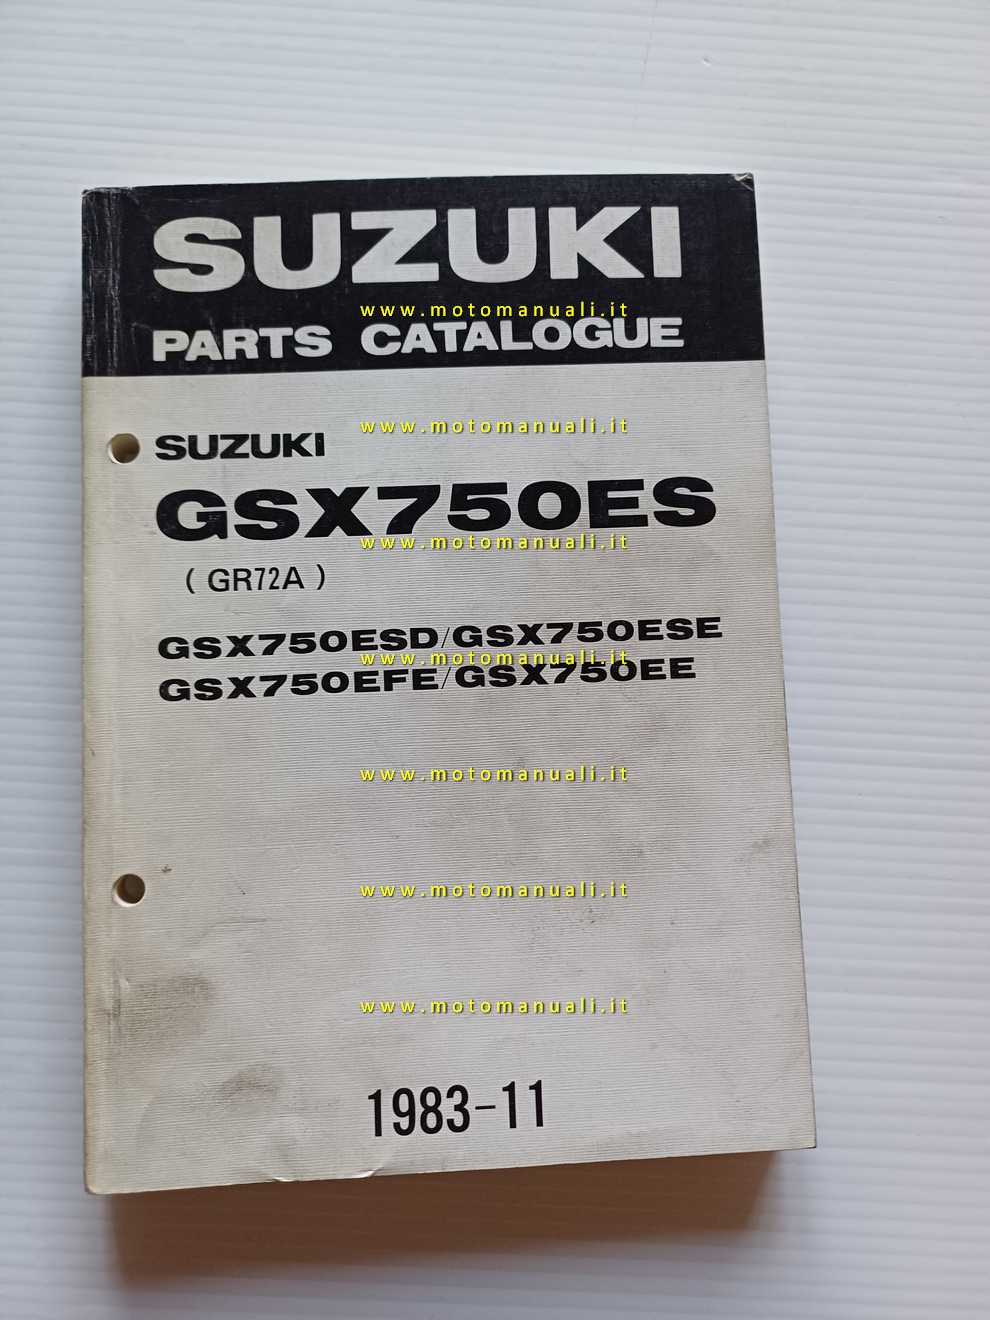 SUZUKI
www.motomanuali.it
PARTS CATALOGUE
www.motomanuali.it
SUZUKI
GSX750ES
www.motomanuali.it
( GR72A )
GSX750ESD/GSX750ESE
www.motomanuali.it
GSX750EFE/GSX750EE
www.motomanuali.it
www.motomanuali.it
www.motomanuali.it
1983-11